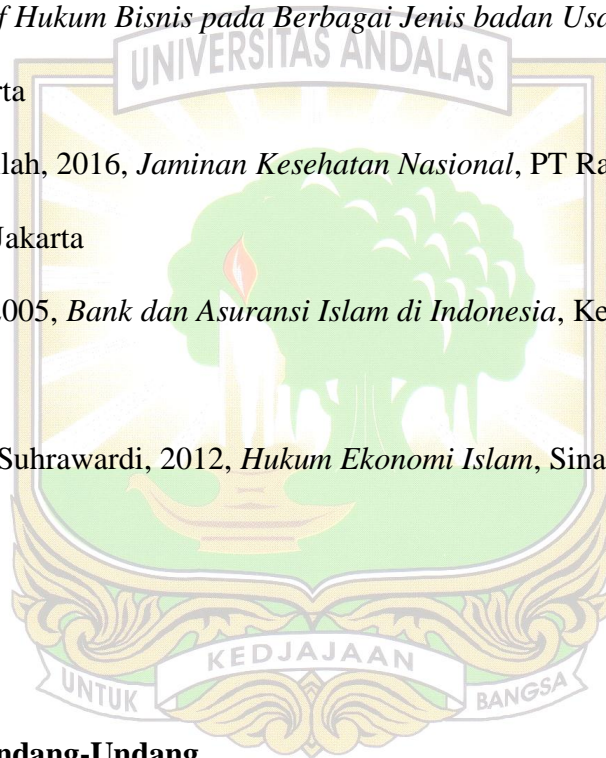 f Hukum Bisnis pada Berbagai Jenis badan Usa
UNIVERSITAS ANDALAS
rta
lah, 2016, Jaminan Kesehatan Nasional, PT Ra
Jakarta
2005, Bank dan Asuransi Islam di Indonesia, Ke
Suhrawardi, 2012, Hukum Ekonomi Islam, Sina
KEDJAJAAN
UNTUK BANGSA
ndang-Undang